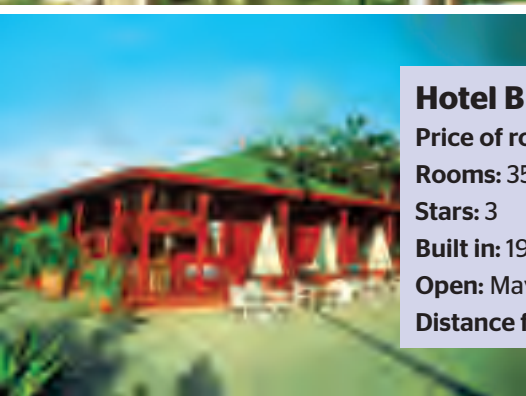 Hotel B
Price of ro
Rooms: 35
Stars: 3
Built in: 19
Open: May
Distance f